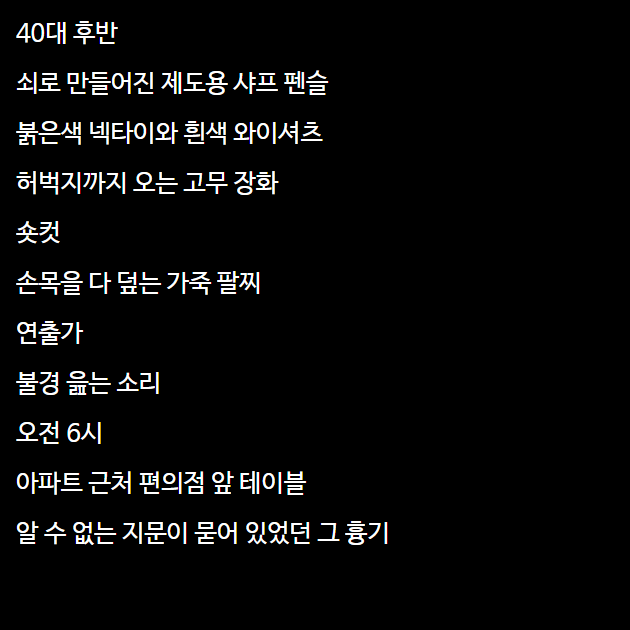 40대 후반
쇠로 만들어진 제도용 샤프 펜슬
붉은색 넥타이와 흰색 와이셔츠
허벅지까지 오는 고무 장화
숏컷
손목을 다 덮는 가죽 팔찌
연출가
불경 읊는 소리
오전 6시
아파트 근처 편의점 앞 테이블
알 수 없는 지문이 묻어 있었던 그 흉기